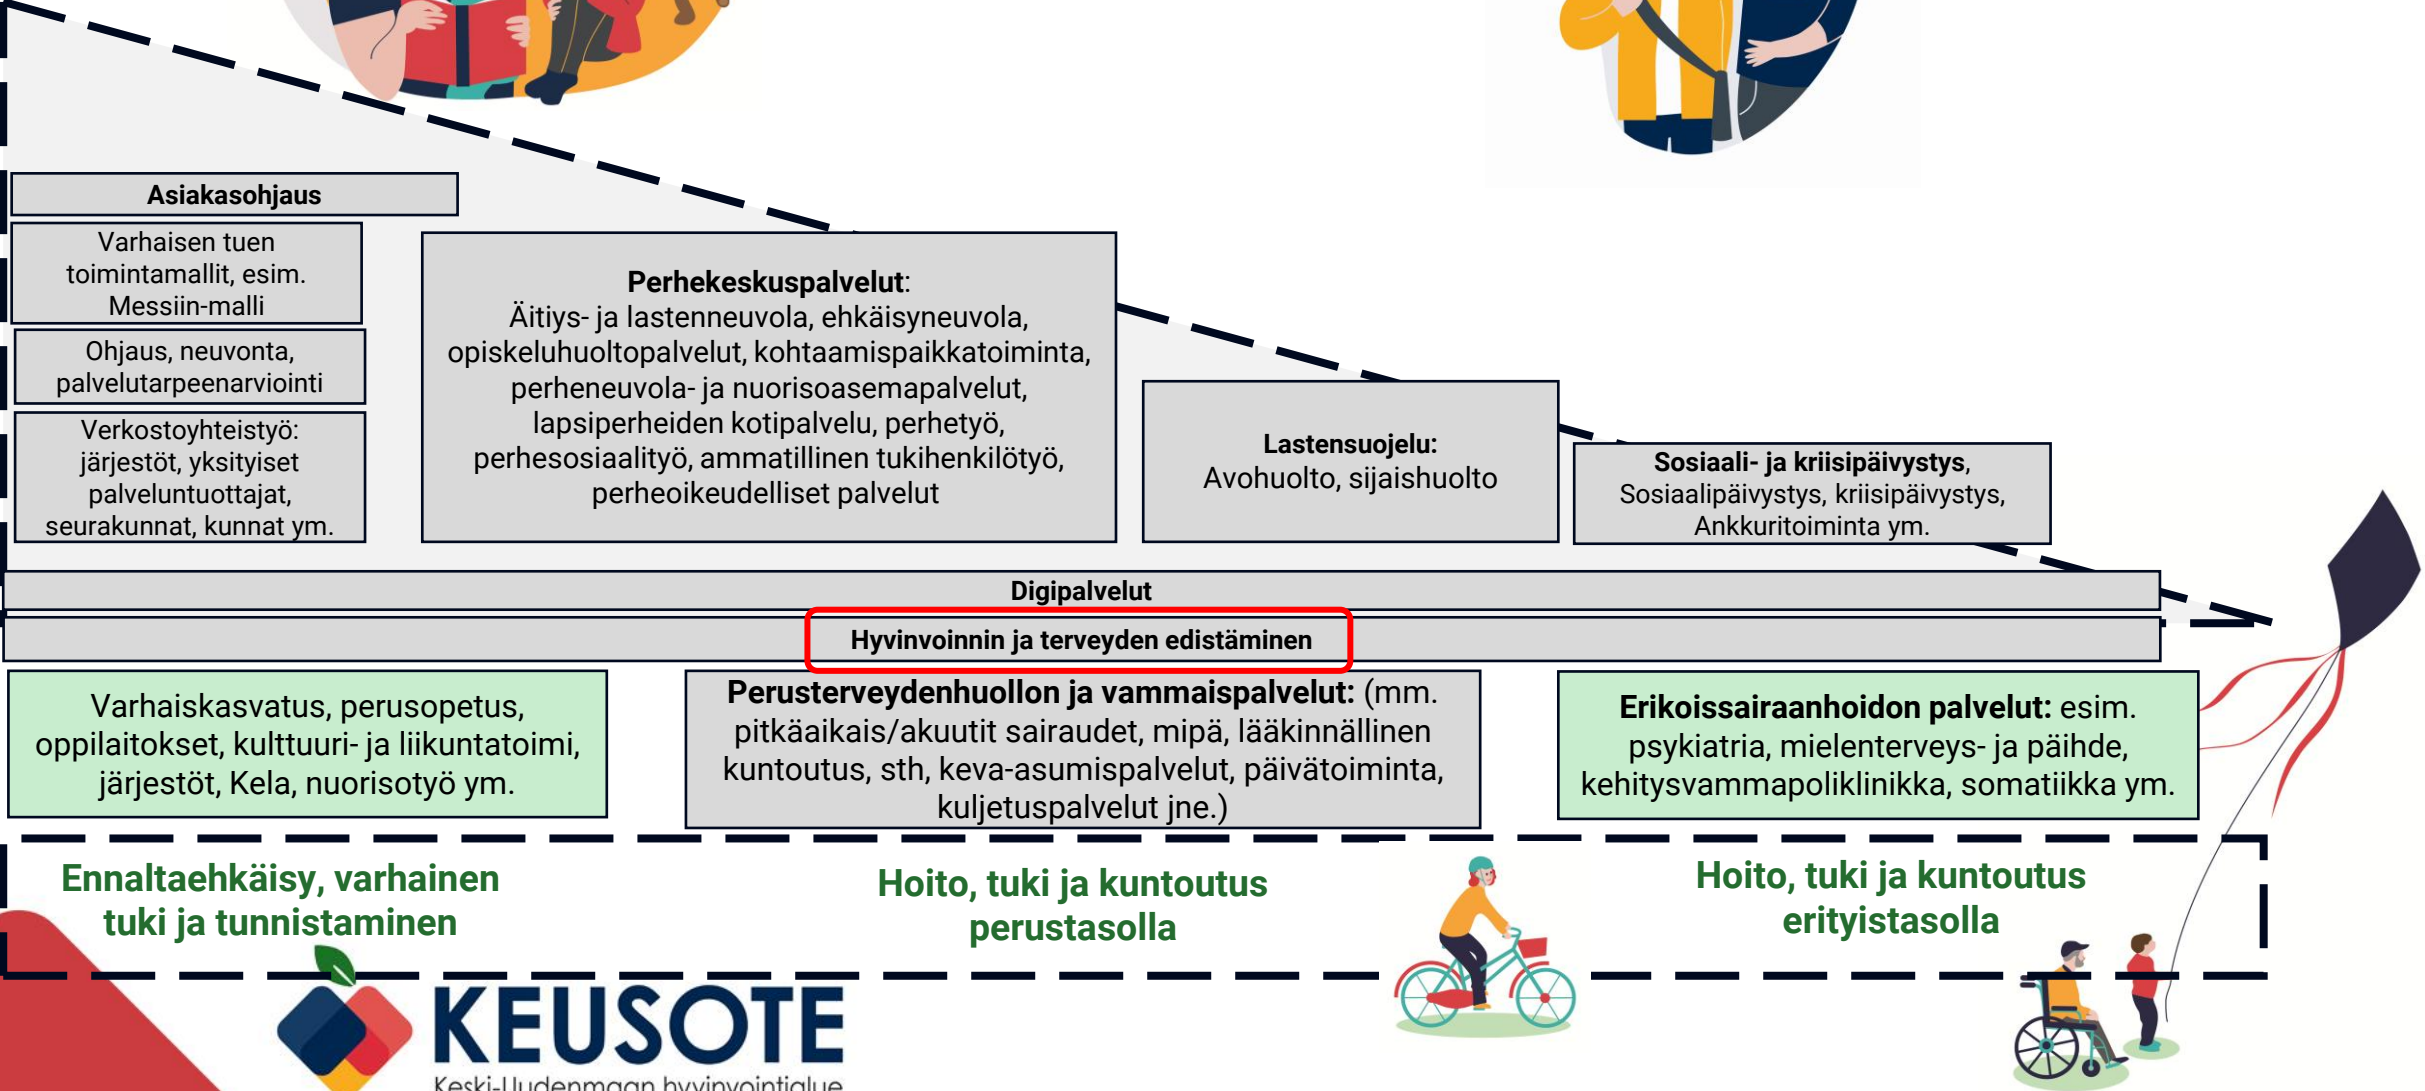 Asiakasohjaus
Varhaisen tuen
toimintamallit, esim.
Messiin-malli
Ohjaus, neuvonta,
palvelutarpeenarviointi
Verkostoyhteistyö:
järjestöt, yksityiset
palveluntuottajat,
seurakunnat, kunnat ym.
Perhekeskuspalvelut:
Äitiys- ja lastenneuvola, ehkäisyneuvola,
opiskeluhuoltopalvelut, kohtaamispaikkatoiminta,
perheneuvola- ja nuorisoasemapalvelut,
lapsiperheiden kotipalvelu, perhetyö,
perhesosiaalityö, ammatillinen tukihenkilötyö,
perheoikeudelliset palvelut
Lastensuojelu:
Avohuolto, sijaishuolto
Sosiaali- ja kriisipäivystys,
Sosiaalipäivystys, kriisipäivystys,
Ankkuritoiminta ym.
Digipalvelut
Hyvinvoinnin ja terveyden edistäminen
Varhaiskasvatus, perusopetus,
oppilaitokset, kulttuuri- ja liikuntatoimi,
järjestöt, Kela, nuorisotyö ym.
Perusterveydenhuollon ja vammaispalvelut: (mm.
pitkäaikais/akuutit sairaudet, mipä, lääkinnällinen
kuntoutus, sth, keva-asumispalvelut, päivätoiminta,
kuljetuspalvelut jne.)
Erikoissairaanhoidon palvelut: esim.
psykiatria, mielenterveys- ja päihde,
kehitysvammapoliklinikka, somatiikka ym.
Ennaltaehkäisy, varhainen
tuki ja tunnistaminen
Hoito, tuki ja kuntoutus
perustasolla
Hoito, tuki ja kuntoutus
erityistasolla
KEUSOTE
Keski-Uudenmaan hyvinvointialue